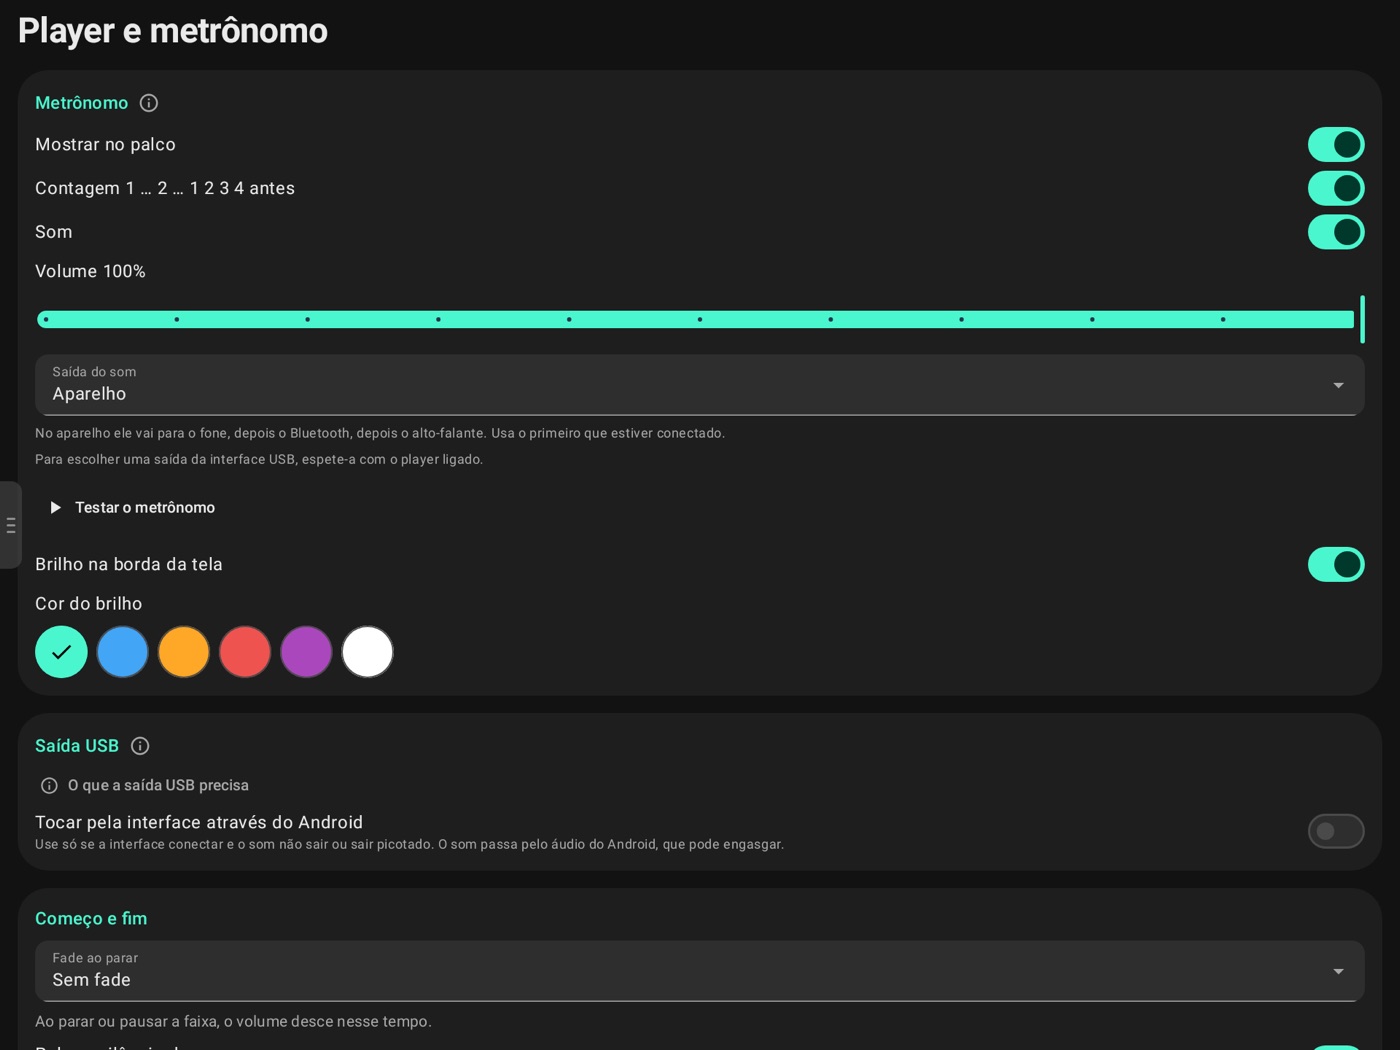 Player e metrônomo
Metrônomo
Mostrar no palco
Contagem 1 ... 2 ... 1 2 3 4 antes
Som
Volume 100%
Saída do som
Aparelho
No aparelho ele vai para o fone, depois o Bluetooth, depois o alto-falante. Usa o primeiro que estiver conectado.
Para escolher uma saída da interface USB, espete-a com o player ligado.
Testar o metrônomo
Brilho na borda da tela
Cor do brilho
Saída USB
O que a saída USB precisa
Tocar pela interface através do Android
Use só se a interface conectar e o som não sair ou sair picotado. O som passa pelo áudio do Android, que pode engasgar.
Começo e fim
Fade ao parar
Sem fade
Ao parar ou pausar a faixa, o volume desce nesse tempo.